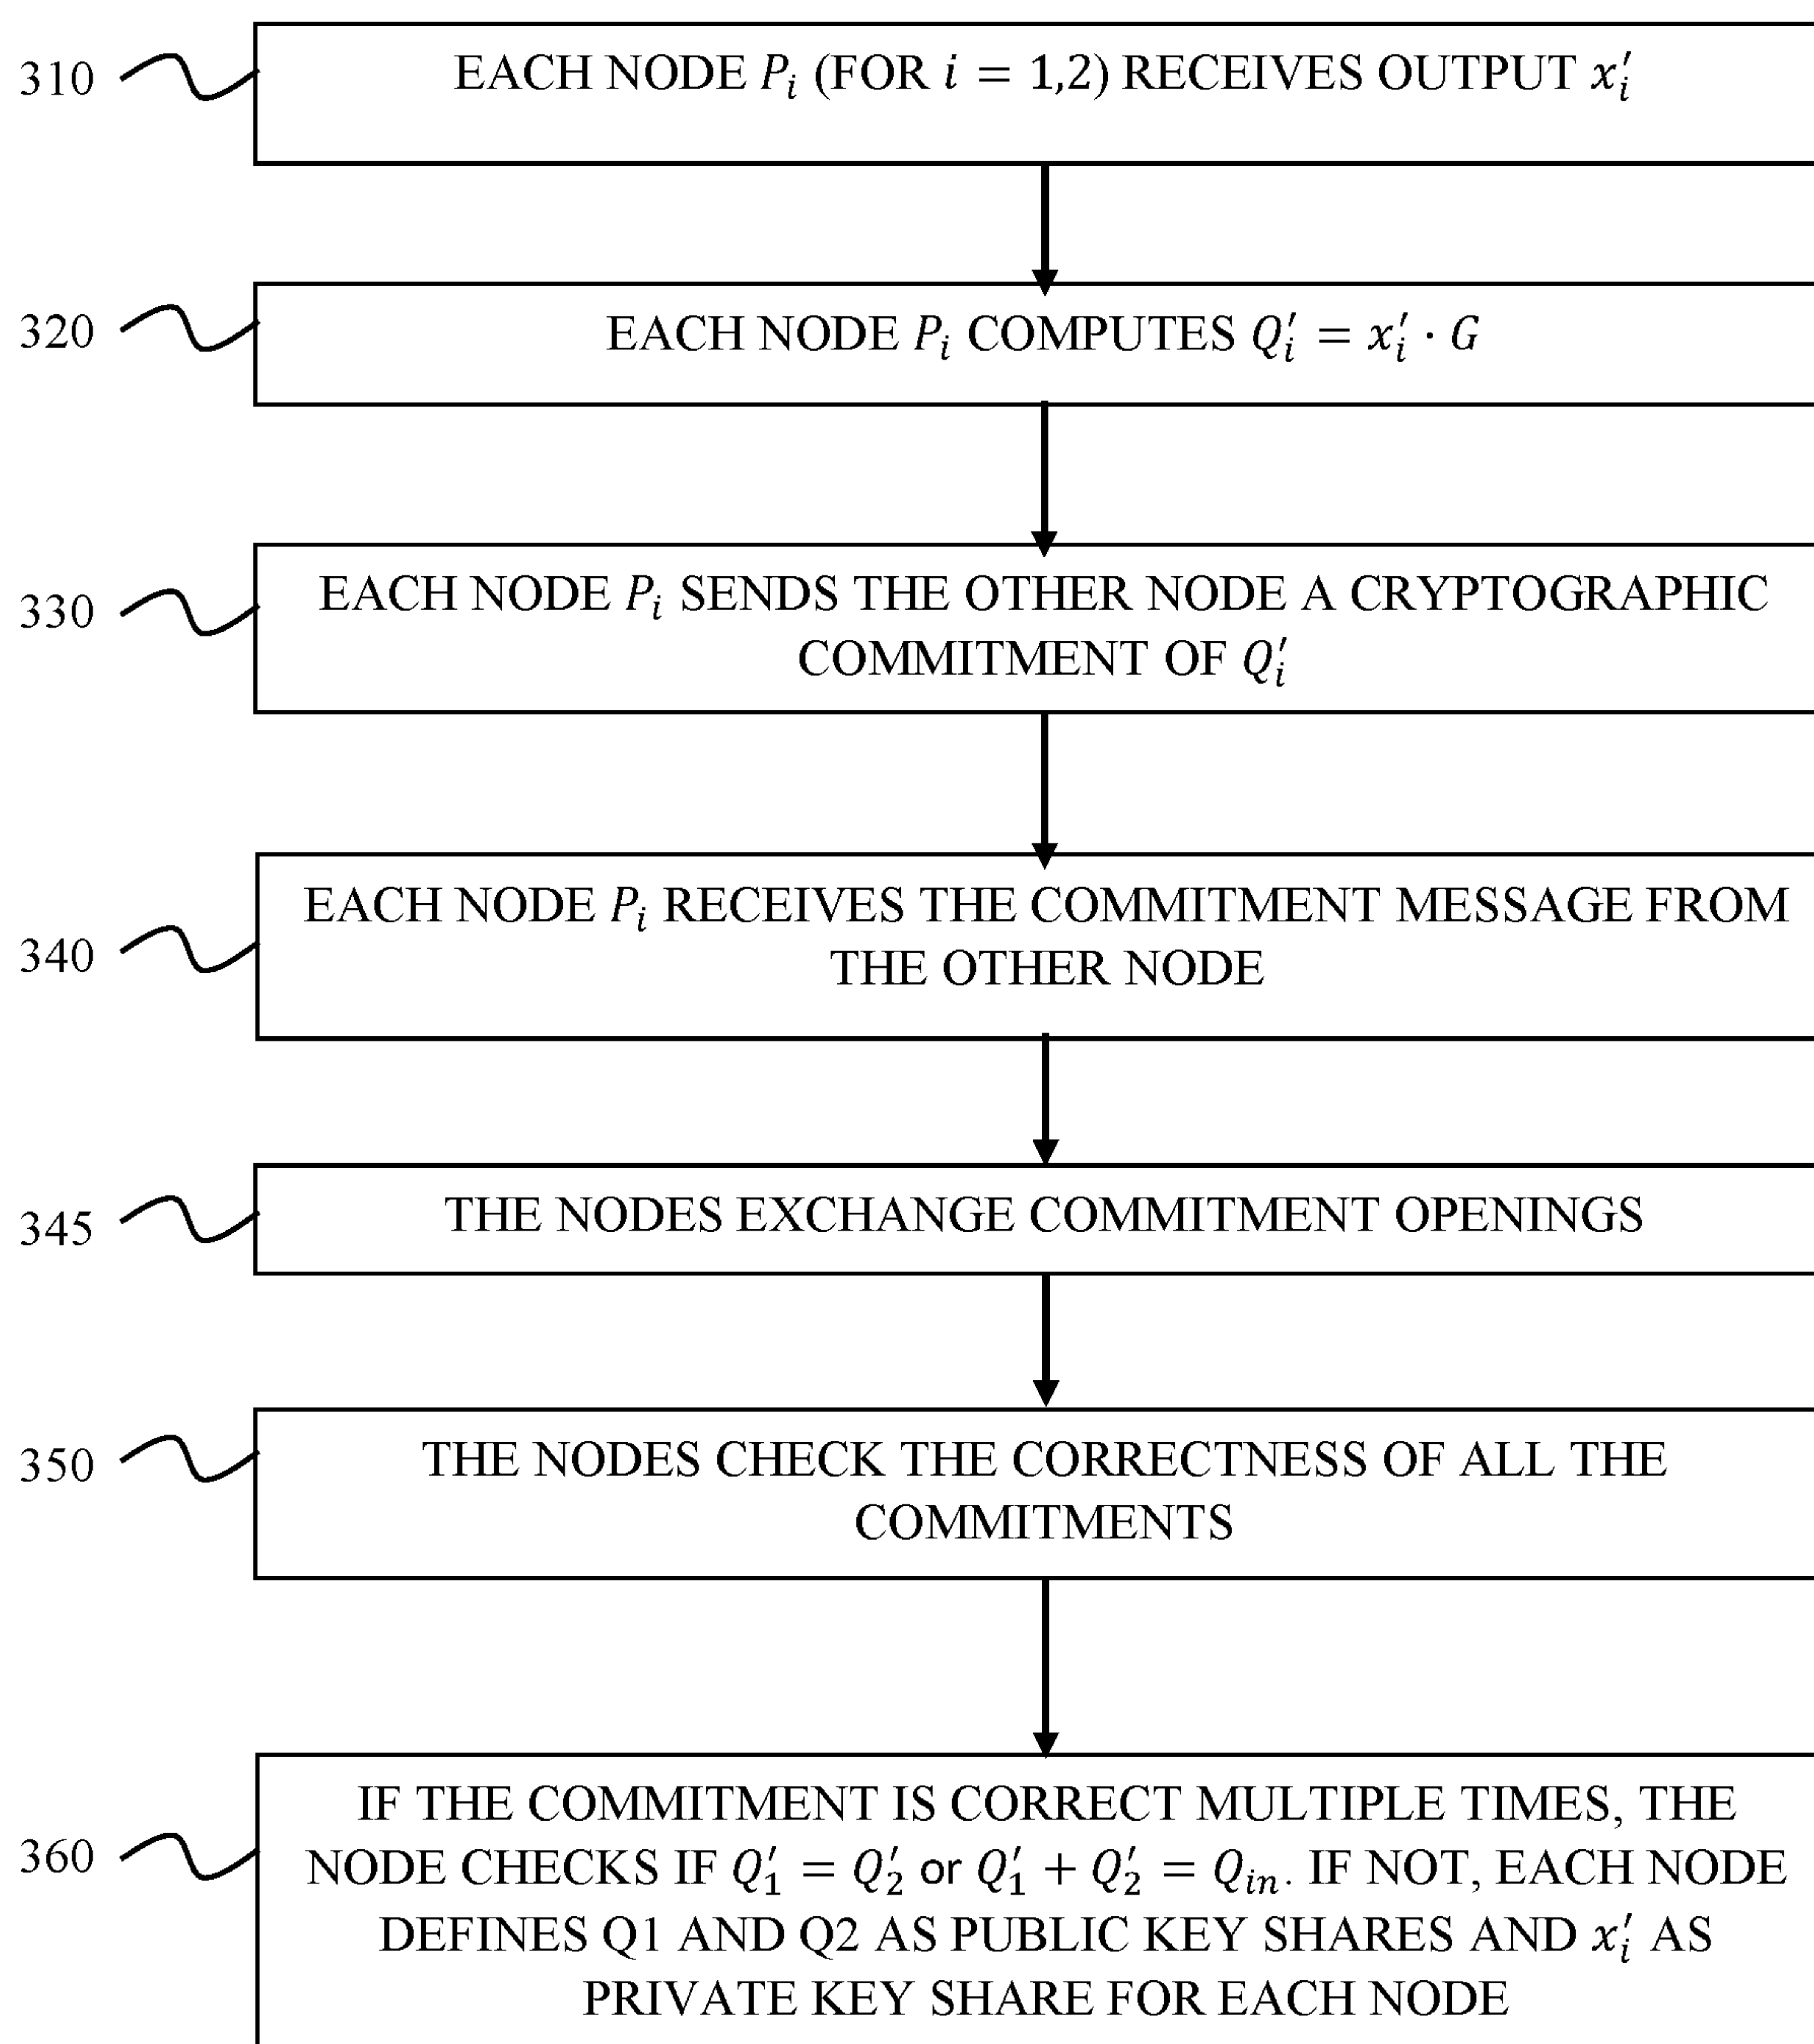 310
EACH NODE Pᵢ (FOR i = 1,2) RECEIVES OUTPUT x′ᵢ
320
EACH NODE Pᵢ COMPUTES Q′ᵢ = x′ᵢ · G
330
EACH NODE Pᵢ SENDS THE OTHER NODE A CRYPTOGRAPHIC
COMMITMENT OF Q′ᵢ
340
EACH NODE Pᵢ RECEIVES THE COMMITMENT MESSAGE FROM
THE OTHER NODE
345
THE NODES EXCHANGE COMMITMENT OPENINGS
350
THE NODES CHECK THE CORRECTNESS OF ALL THE
COMMITMENTS
360
IF THE COMMITMENT IS CORRECT MULTIPLE TIMES, THE
NODE CHECKS IF Q′₁ = Q′₂ or Q′₁ + Q′₂ = Qᵢₙ. IF NOT, EACH NODE
DEFINES Q1 AND Q2 AS PUBLIC KEY SHARES AND x′ᵢ AS
PRIVATE KEY SHARE FOR EACH NODE